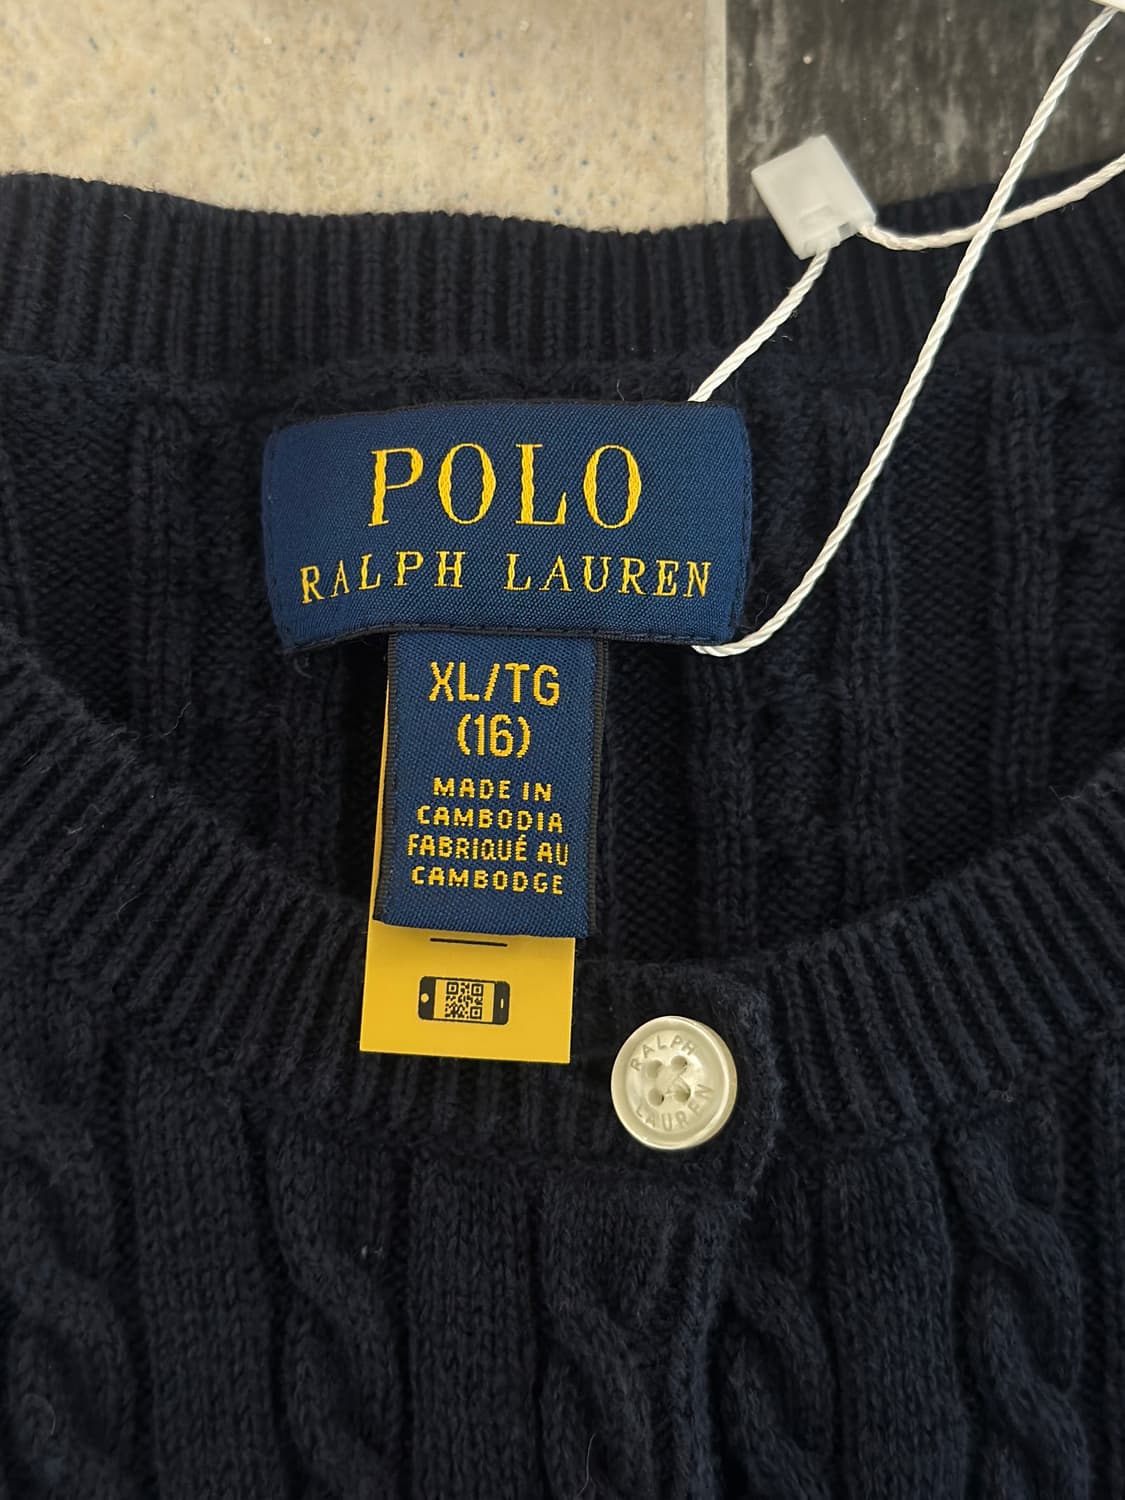 POLO
RALPH LAUREN
XL/TG
(16)
MADE IN
CAMBODIA
FABRIQUÉ AU
CAMBODGE
RALPH
LAUREN